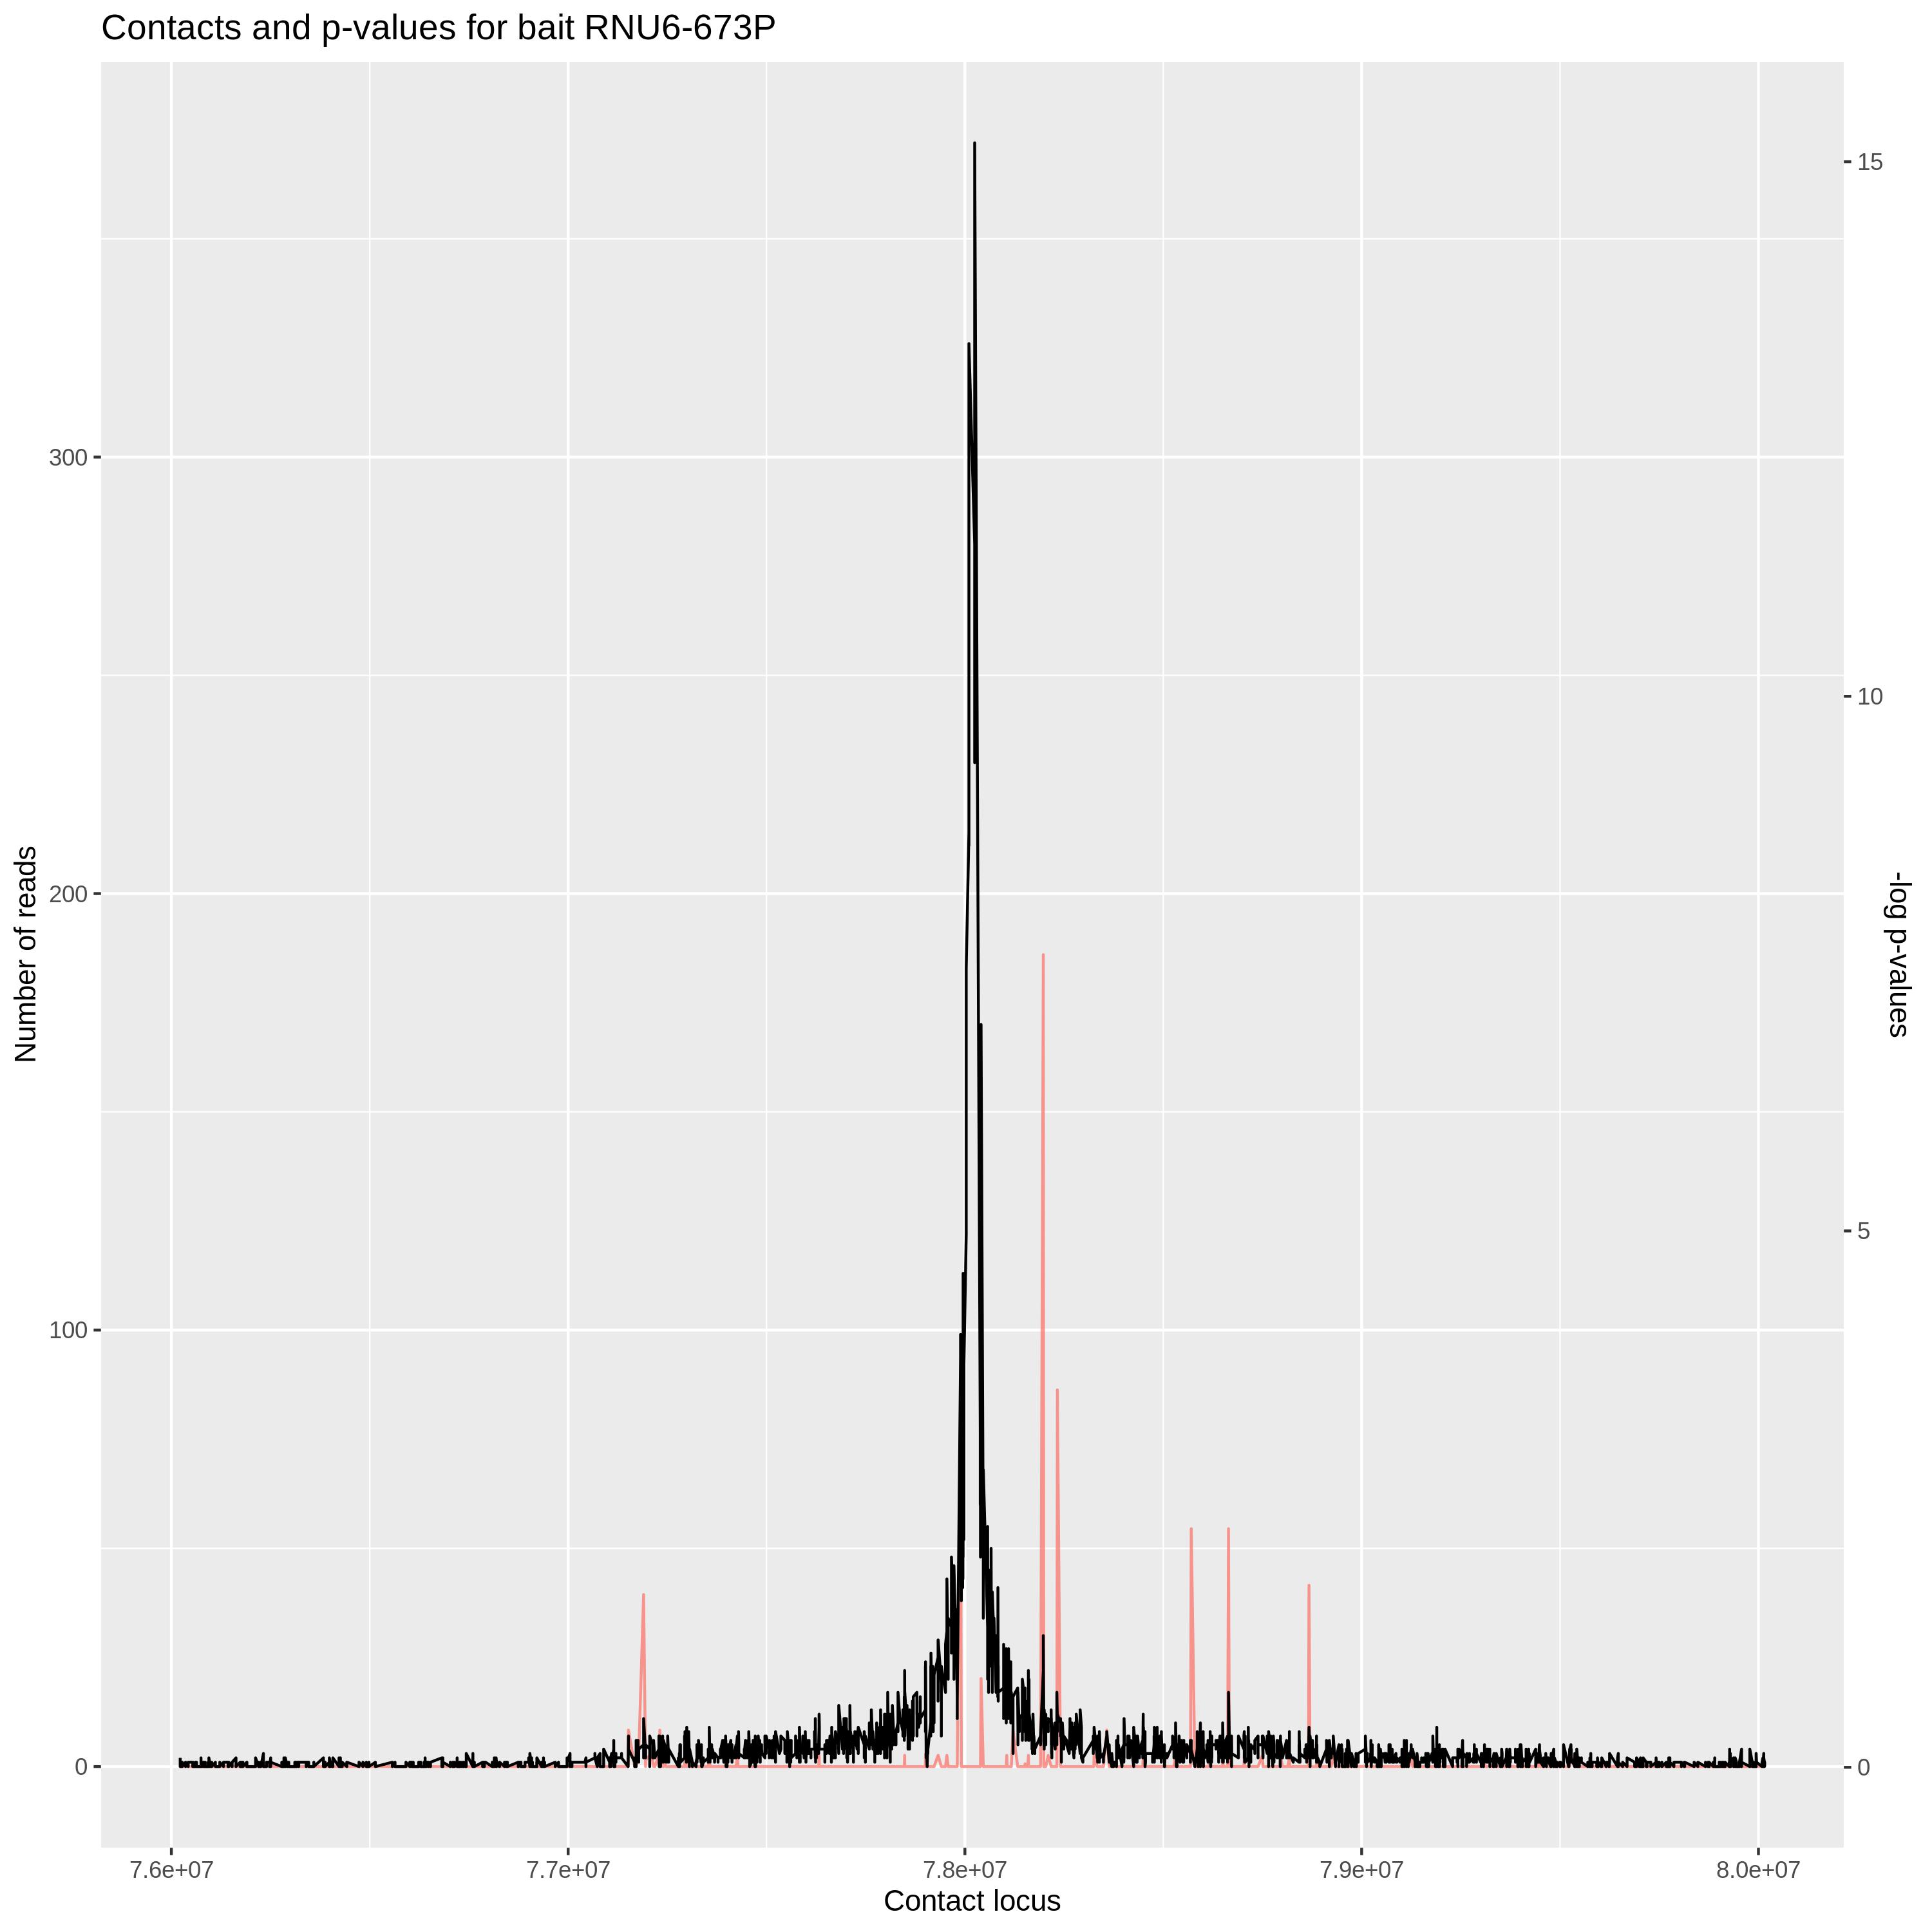 Contacts and p-values for bait RNU6-673P
300
200
100
0
15
10
5
0
Number of reads
-log p-values
7.6e+07
7.7e+07
7.8e+07
7.9e+07
8.0e+07
Contact locus